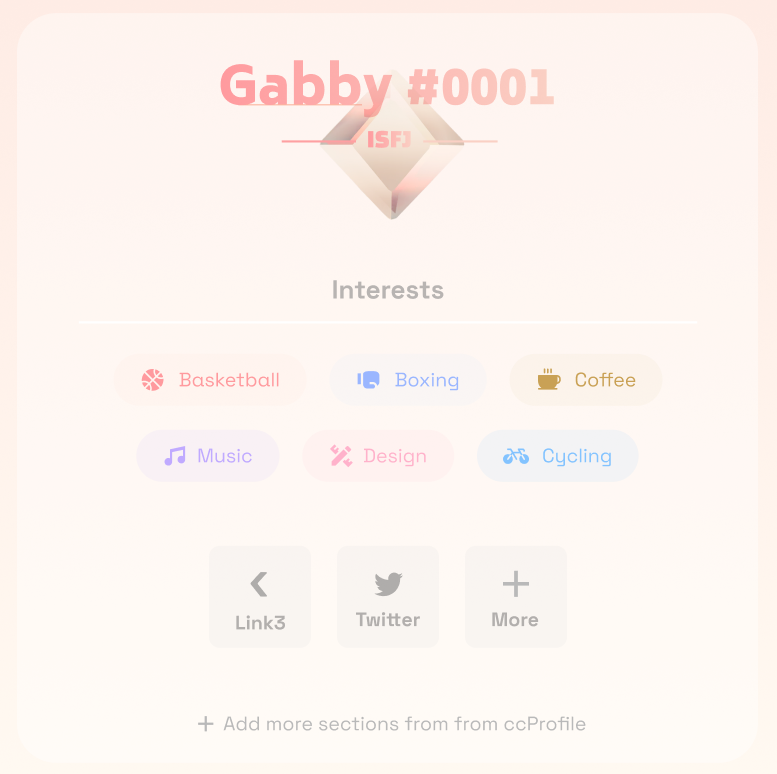 Gabby #0001
ISFJ
Interests
Basketball Boxing Coffee
Music Design Cycling
Link3 Twitter More
Add more sections from from ccProfile